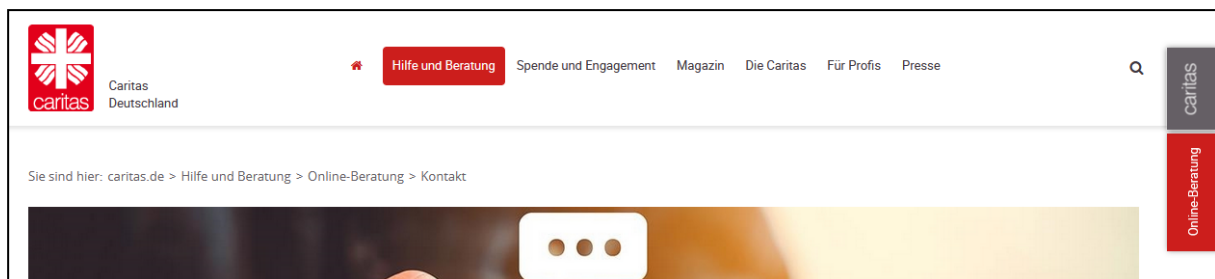 caritas
Caritas
Deutschland
Hilfe und Beratung
Spende und Engagement
Magazin
Die Caritas
Für Profis
Presse
caritas
Online-Beratung
Sie sind hier: caritas.de > Hilfe und Beratung > Online-Beratung > Kontakt